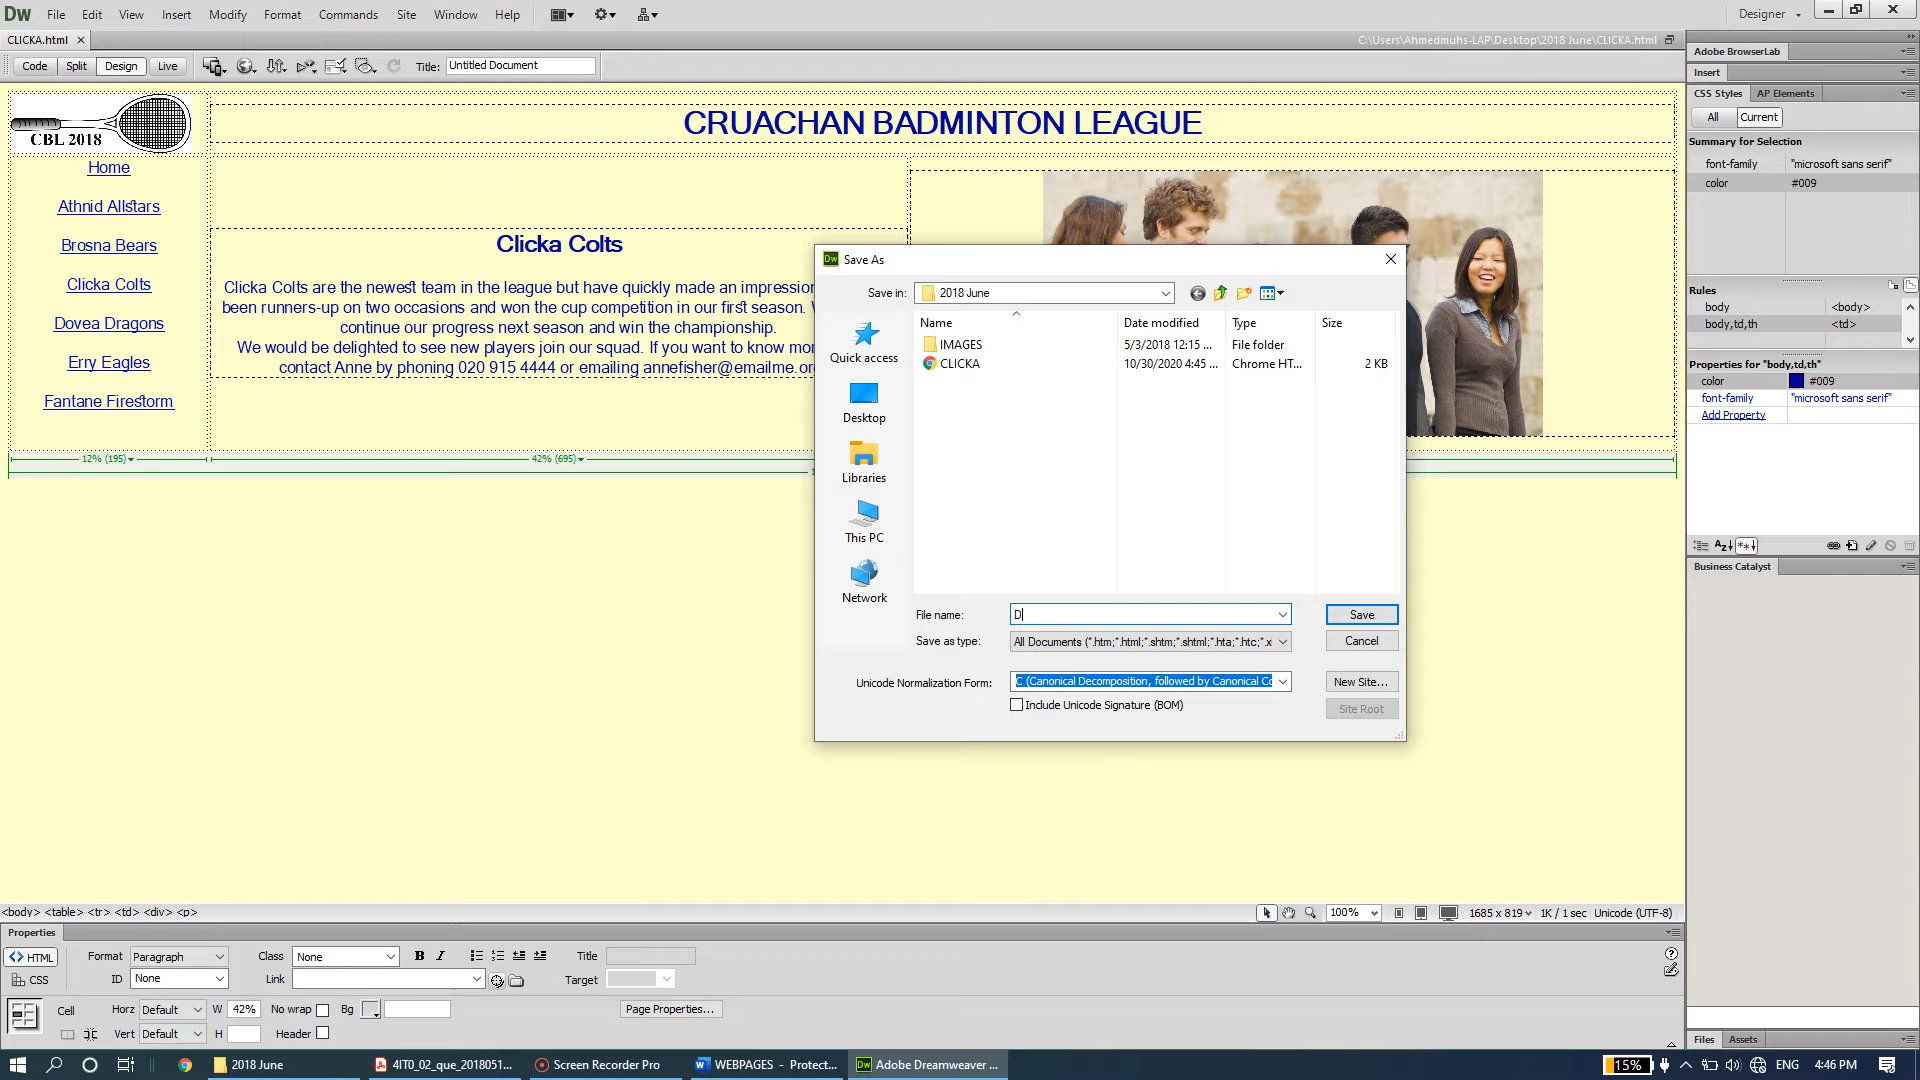 Dw File Edit View Insert Modify Format Commands Site Window Help Designer
CLICKA.html C:\Users\Ahmedmuhs-LAP\Desktop\2018 June\CLICKA.html
Code Split Design Live Title: Untitled Document
CBL 2018
CRUACHAN BADMINTON LEAGUE
Home
Athnid Allstars
Brosna Bears
Clicka Colts
Dovea Dragons
Erry Eagles
Fantane Firestorm
Clicka Colts
Clicka Colts are the newest team in the league but have quickly made an impression
been runners-up on two occasions and won the cup competition in our first season.
continue our progress next season and win the championship.
We would be delighted to see new players join our squad. If you want to know
contact Anne by phoning 020 915 4444 or emailing
12% (195) 42% (695)
Dw Save As
Save in: 2018 June
Quick access
Desktop
Libraries
This PC
Network
Name Date modified Type Size
IMAGES 5/3/2018 12:15 ... File folder
CLICKA 10/30/2020 4:45 ... Chrome HT... 2 KB
File name: D Save
Save as type: All Documents (*.htm;*.html;*.shtm;*.shtml;*.hta;*.htc;*.x Cancel
Unicode Normalization Form: C (Canonical Decomposition, followed by Canonical Co New Site...
Include Unicode Signature (BOM) Site Root
Adobe BrowserLab
Insert
CSS Styles AP Elements
All Current
Summary for Selection
font-family "microsoft sans serif"
color #009
Rules
body <body>
body,td,th <td>
Properties for "body,td,th"
color #009
font-family "microsoft sans serif"
Add Property
Business Catalyst
Files Assets
<body> <table> <tr> <td> <div> <p> 100% 1685 x 819 1K / 1 sec Unicode (UTF-8)
Properties
<> HTML Format Paragraph Class None B I Title
CSS ID None Link Target
Cell Horz Default W 42% No wrap Bg Page Properties...
Vert Default H Header
2018 June 4IT0_02_que_2018051... Screen Recorder Pro WEBPAGES - Protect... Adobe Dreamweaver ... 15% ENG 4:46 PM